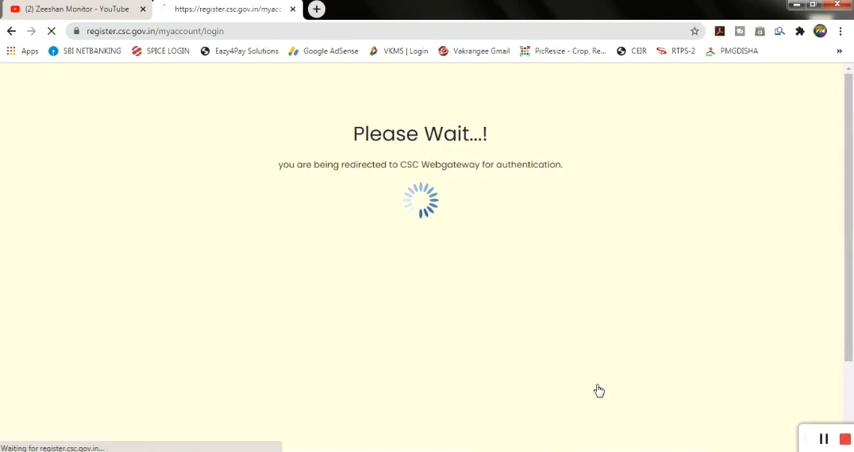 (2) Zeeshan Monitor - YouTube
https://register.csc.gov.in/myacc
register.csc.gov.in/myaccount/login
Apps SBI NETBANKING SPICE LOGIN Eazy4Pay Solutions Google AdSense VKMS | Login Vakrangee Gmail PicResize - Crop, Re... CEIR RTPS-2 PMGDISHA »
Please Wait...!
you are being redirected to CSC Webgateway for authentication.
Waiting for register.csc.gov.in...